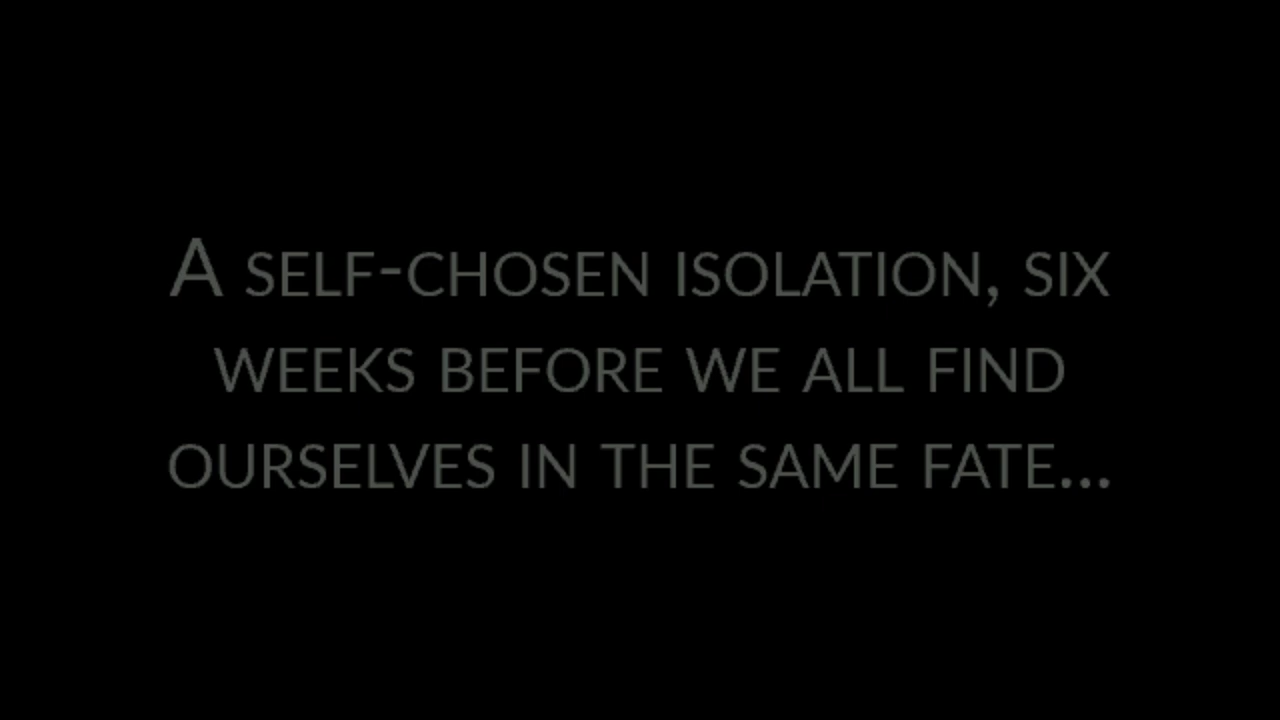 A SELF-CHOSEN ISOLATION, SIX
WEEKS BEFORE WE ALL FIND
OURSELVES IN THE SAME FATE...